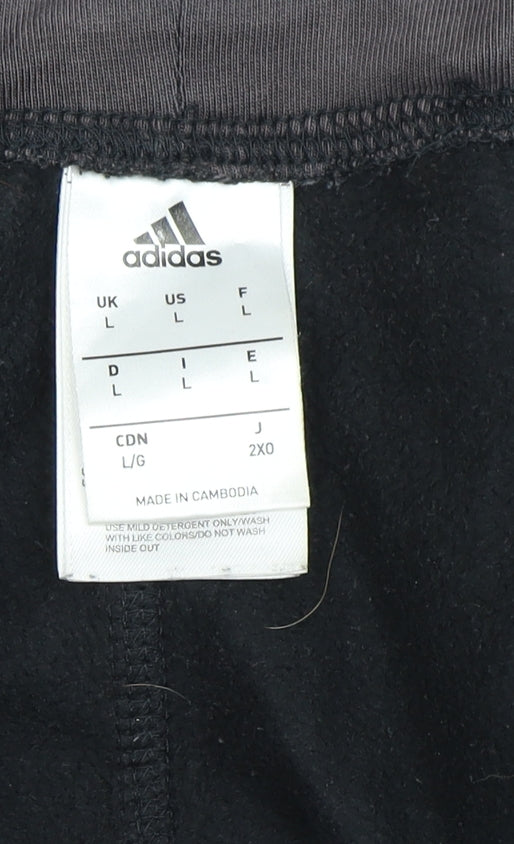 adidas
UK US F
L L L
D I E
L L L
CDN J
L/G 2XO
MADE IN CAMBODIA
USE MILD DETERGENT ONLY/WASH
WITH LIKE COLORS/DO NOT WASH
INSIDE OUT